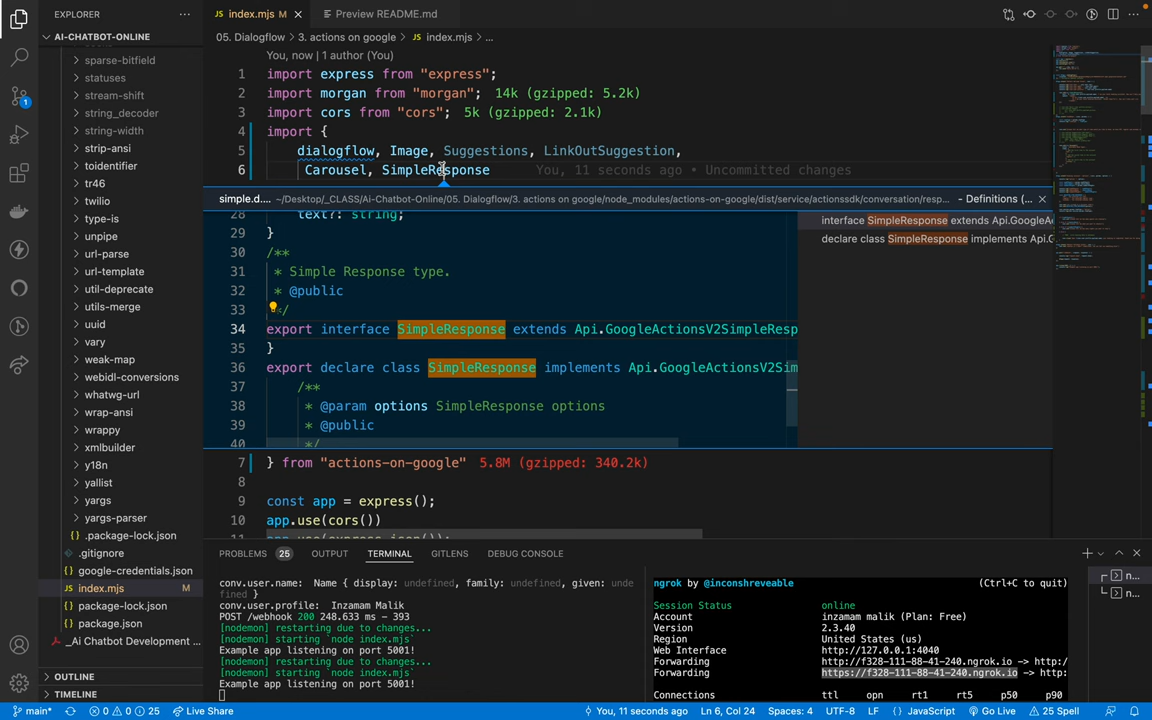 EXPLORER
AI-CHATBOT-ONLINE
sparse-bitfield
statuses
stream-shift
string_decoder
string-width
strip-ansi
toidentifier
tr46
twilio
type-is
unpipe
url-parse
url-template
util-deprecate
utils-merge
uuid
vary
weak-map
webidl-conversions
whatwg-url
wrap-ansi
wrappy
xmlbuilder
y18n
yallist
yargs
yargs-parser
{} .package-lock.json
.gitignore
{} google-credentials.json
JS index.mjs M
{} package-lock.json
{} package.json
_Ai Chatbot Development ...
OUTLINE
TIMELINE
JS index.mjs M
Preview README.md
05. Dialogflow > 3. actions on google > JS index.mjs > ...
You, now | 1 author (You)
1 import express from "express";
2 import morgan from "morgan"; 14k (gzipped: 5.2k)
3 import cors from "cors"; 5k (gzipped: 2.1k)
4 import {
5 dialogflow, Image, Suggestions, LinkOutSuggestion,
6 Carousel, SimpleResponse You, 11 seconds ago • Uncommitted changes
simple.d.... ~/Desktop/_CLASS/Ai-Chatbot-Online/05. Dialogflow/3. actions on google/node_modules/actions-on-google/dist/service/actionssdk/conversation/resp... - Definitions (...
28 text?: string;
29 }
30 /**
31 * Simple Response type.
32 * @public
33 */
34 export interface SimpleResponse extends Api.GoogleActionsV2SimpleResp
35 }
36 export declare class SimpleResponse implements Api.GoogleActionsV2Sim
37 /**
38 * @param options SimpleResponse options
39 * @public
40 */
interface SimpleResponse extends Api.GoogleA
declare class SimpleResponse implements Api.G
7 } from "actions-on-google" 5.8M (gzipped: 340.2k)
8
9 const app = express();
10 app.use(cors())
11 app.use(express.json());
PROBLEMS 25 OUTPUT TERMINAL GITLENS DEBUG CONSOLE
conv.user.name: Name { display: undefined, family: undefined, given: unde
fined }
conv.user.profile: Inzamam Malik
POST /webhook 200 248.633 ms - 393
[nodemon] restarting due to changes...
[nodemon] starting `node index.mjs`
Example app listening on port 5001!
[nodemon] restarting due to changes...
[nodemon] starting `node index.mjs`
Example app listening on port 5001!
ngrok by @inconshreveable (Ctrl+C to quit)
Session Status online
Account inzamam malik (Plan: Free)
Version 2.3.40
Region United States (us)
Web Interface http://127.0.0.1:4040
Forwarding http://f328-111-88-41-240.ngrok.io -> http:/
Forwarding https://f328-111-88-41-240.ngrok.io -> http:
Connections ttl opn rt1 rt5 p50 p90
n...
n...
main* 0 0 25 Live Share You, 11 seconds ago Ln 6, Col 24 Spaces: 4 UTF-8 LF {} JavaScript Go Live 25 Spell